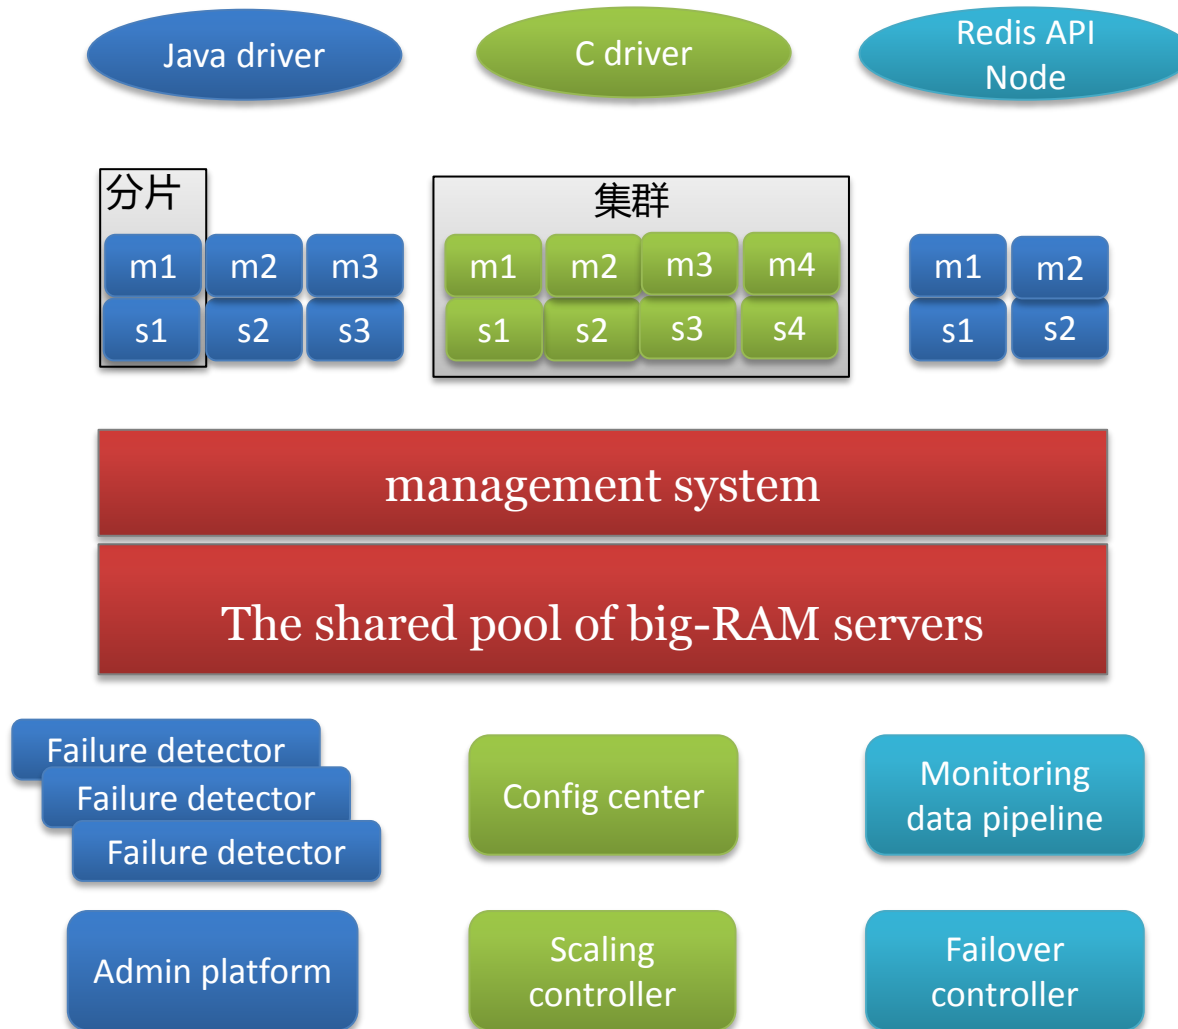 Java driver
C driver
Redis API
Node
分片
集群
m1
m2
m3
s1
s2
s3
m1
m2
m3
m4
s1
s2
s3
s4
m1
m2
s1
s2
management system
The shared pool of big-RAM servers
Failure detector
Failure detector
Failure detector
Config center
Monitoring
data pipeline
Admin platform
Scaling
controller
Failover
controller